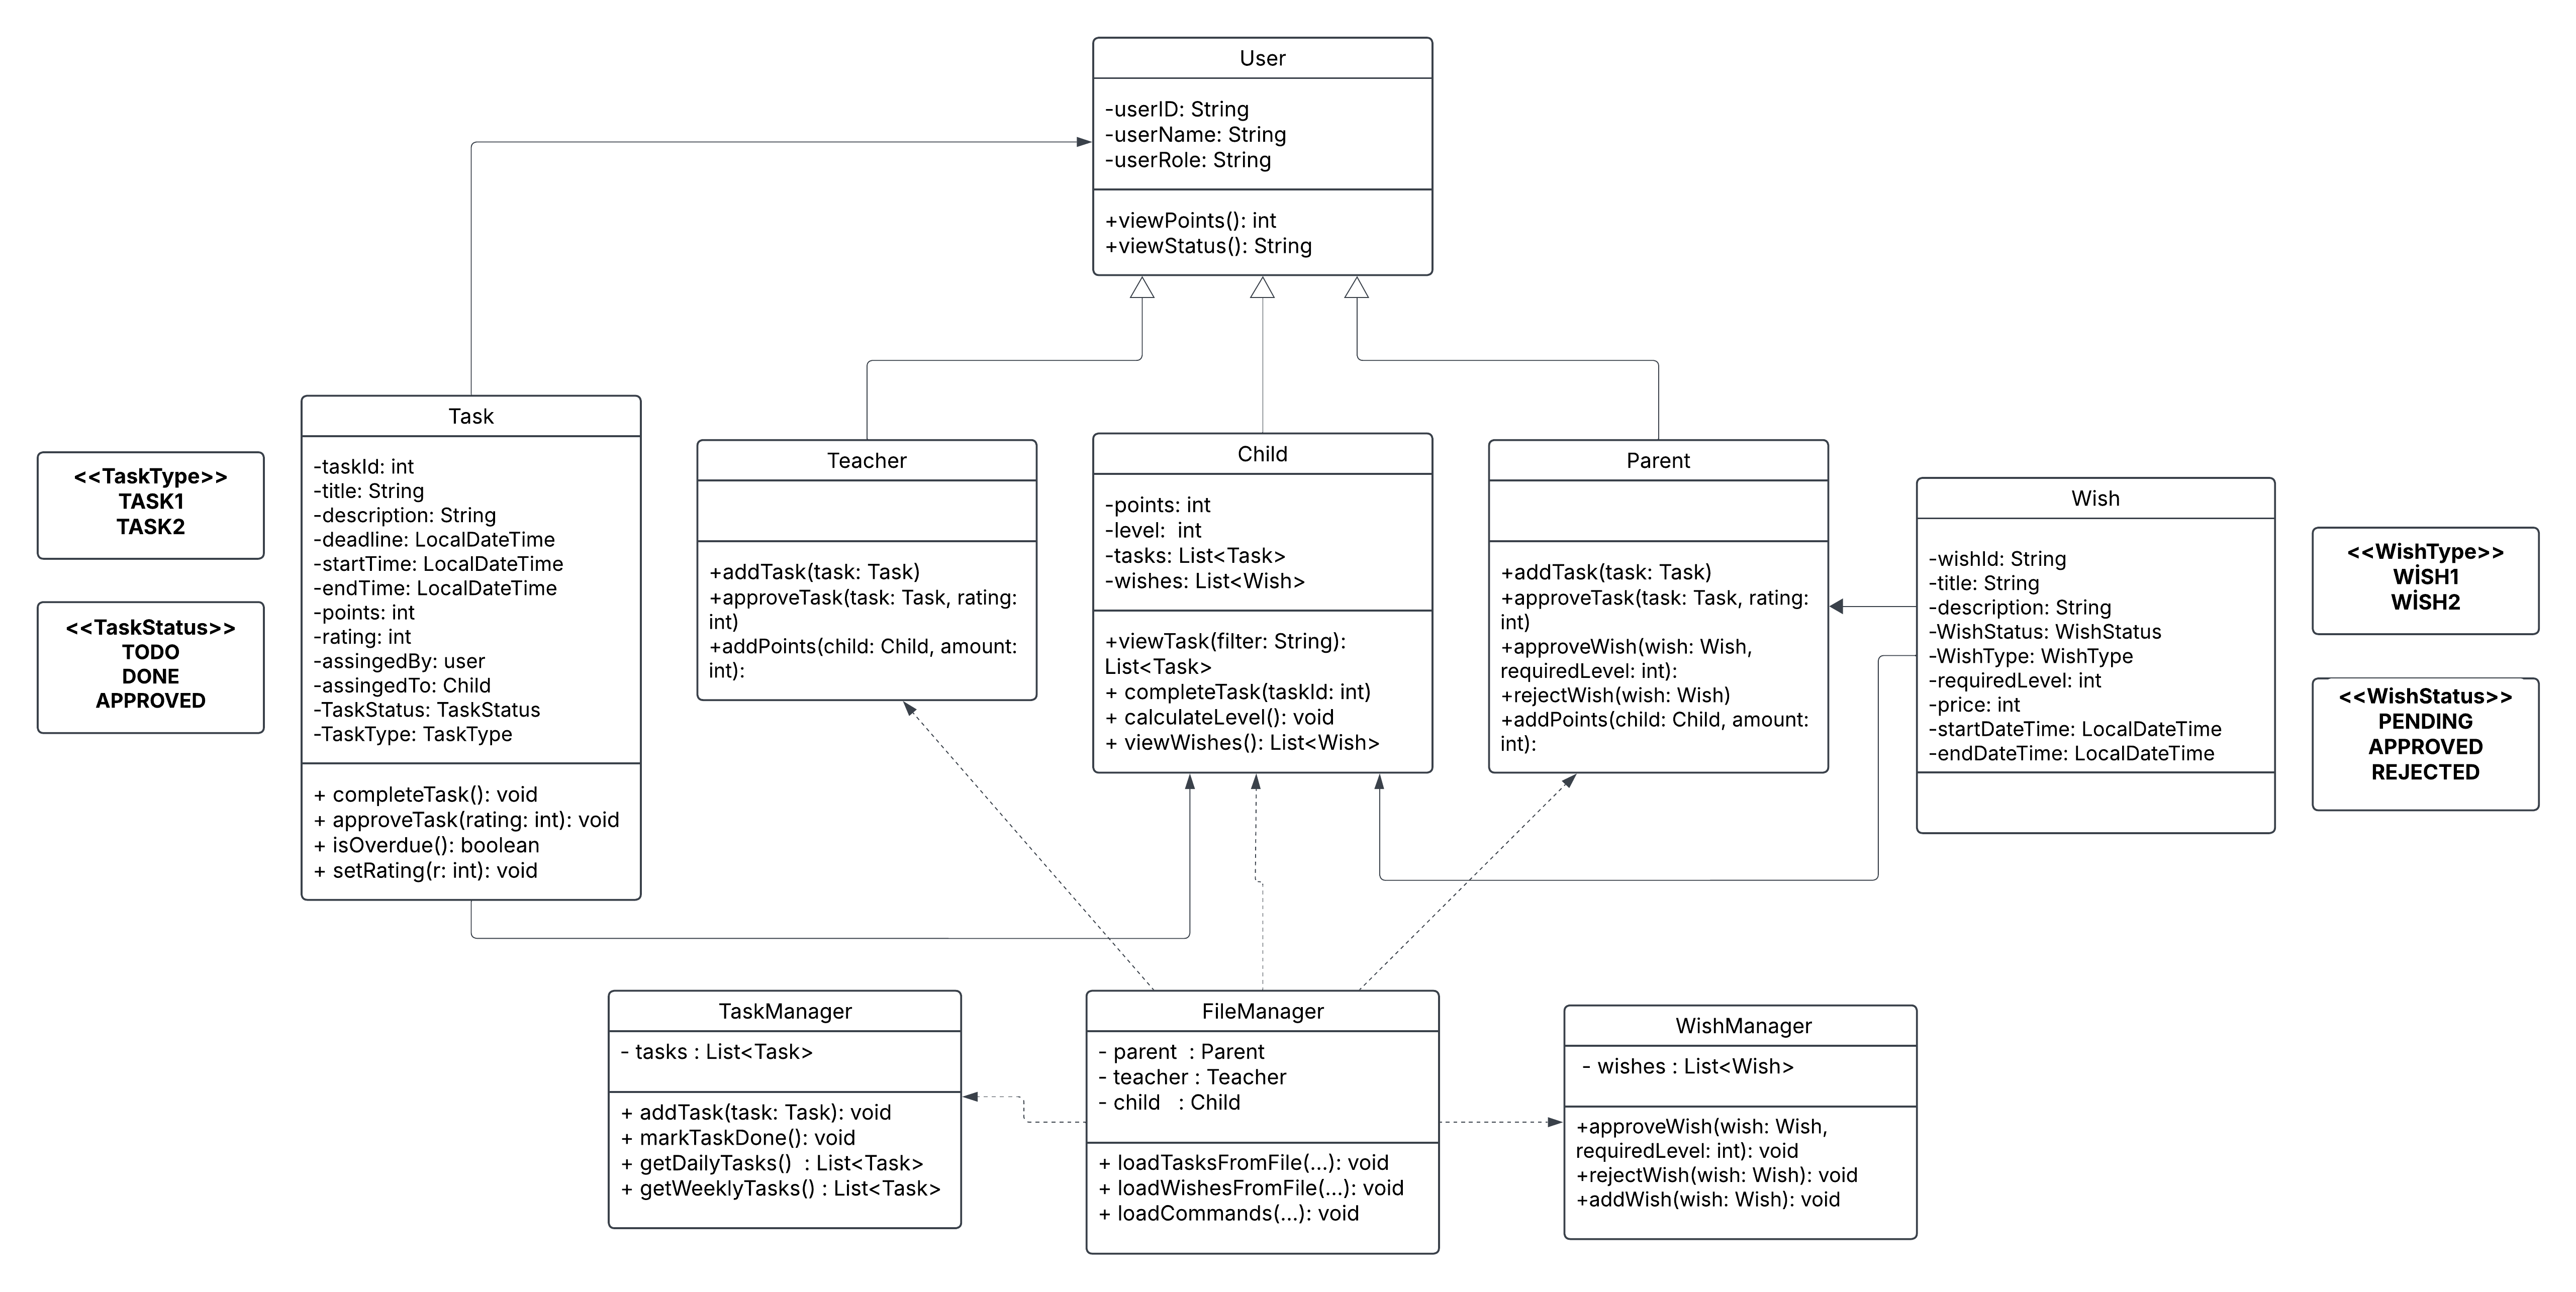 User
-userID: String
-userName: String
-userRole: String
+viewPoints(): int
+viewStatus(): String
<<TaskType>>
TASK1
TASK2
<<TaskStatus>>
TODO
DONE
APPROVED
Task
-taskId: int
-title: String
-description: String
-deadline: LocalDateTime
-startTime: LocalDateTime
-endTime: LocalDateTime
-points: int
-rating: int
-assingedBy: user
-assingedTo: Child
-TaskStatus: TaskStatus
-TaskType: TaskType
+ completeTask(): void
+ approveTask(rating: int): void
+ isOverdue(): boolean
+ setRating(r: int): void
Teacher
+addTask(task: Task)
+approveTask(task: Task, rating:
int)
+addPoints(child: Child, amount:
int):
Child
-points: int
-level:  int
-tasks: List<Task>
-wishes: List<Wish>
+viewTask(filter: String):
List<Task>
+ completeTask(taskId: int)
+ calculateLevel(): void
+ viewWishes(): List<Wish>
Parent
+addTask(task: Task)
+approveTask(task: Task, rating:
int)
+approveWish(wish: Wish,
requiredLevel: int):
+rejectWish(wish: Wish)
+addPoints(child: Child, amount:
int):
Wish
-wishId: String
-title: String
-description: String
-WishStatus: WishStatus
-WishType: WishType
-requiredLevel: int
-price: int
-startDateTime: LocalDateTime
-endDateTime: LocalDateTime
<<WishType>>
WİSH1
WİSH2
<<WishStatus>>
PENDING
APPROVED
REJECTED
TaskManager
- tasks : List<Task>
+ addTask(task: Task): void
+ markTaskDone(): void
+ getDailyTasks()  : List<Task>
+ getWeeklyTasks() : List<Task>
FileManager
- parent  : Parent
- teacher : Teacher
- child   : Child
+ loadTasksFromFile(...): void
+ loadWishesFromFile(...): void
+ loadCommands(...): void
WishManager
- wishes : List<Wish>
+approveWish(wish: Wish,
requiredLevel: int): void
+rejectWish(wish: Wish): void
+addWish(wish: Wish): void